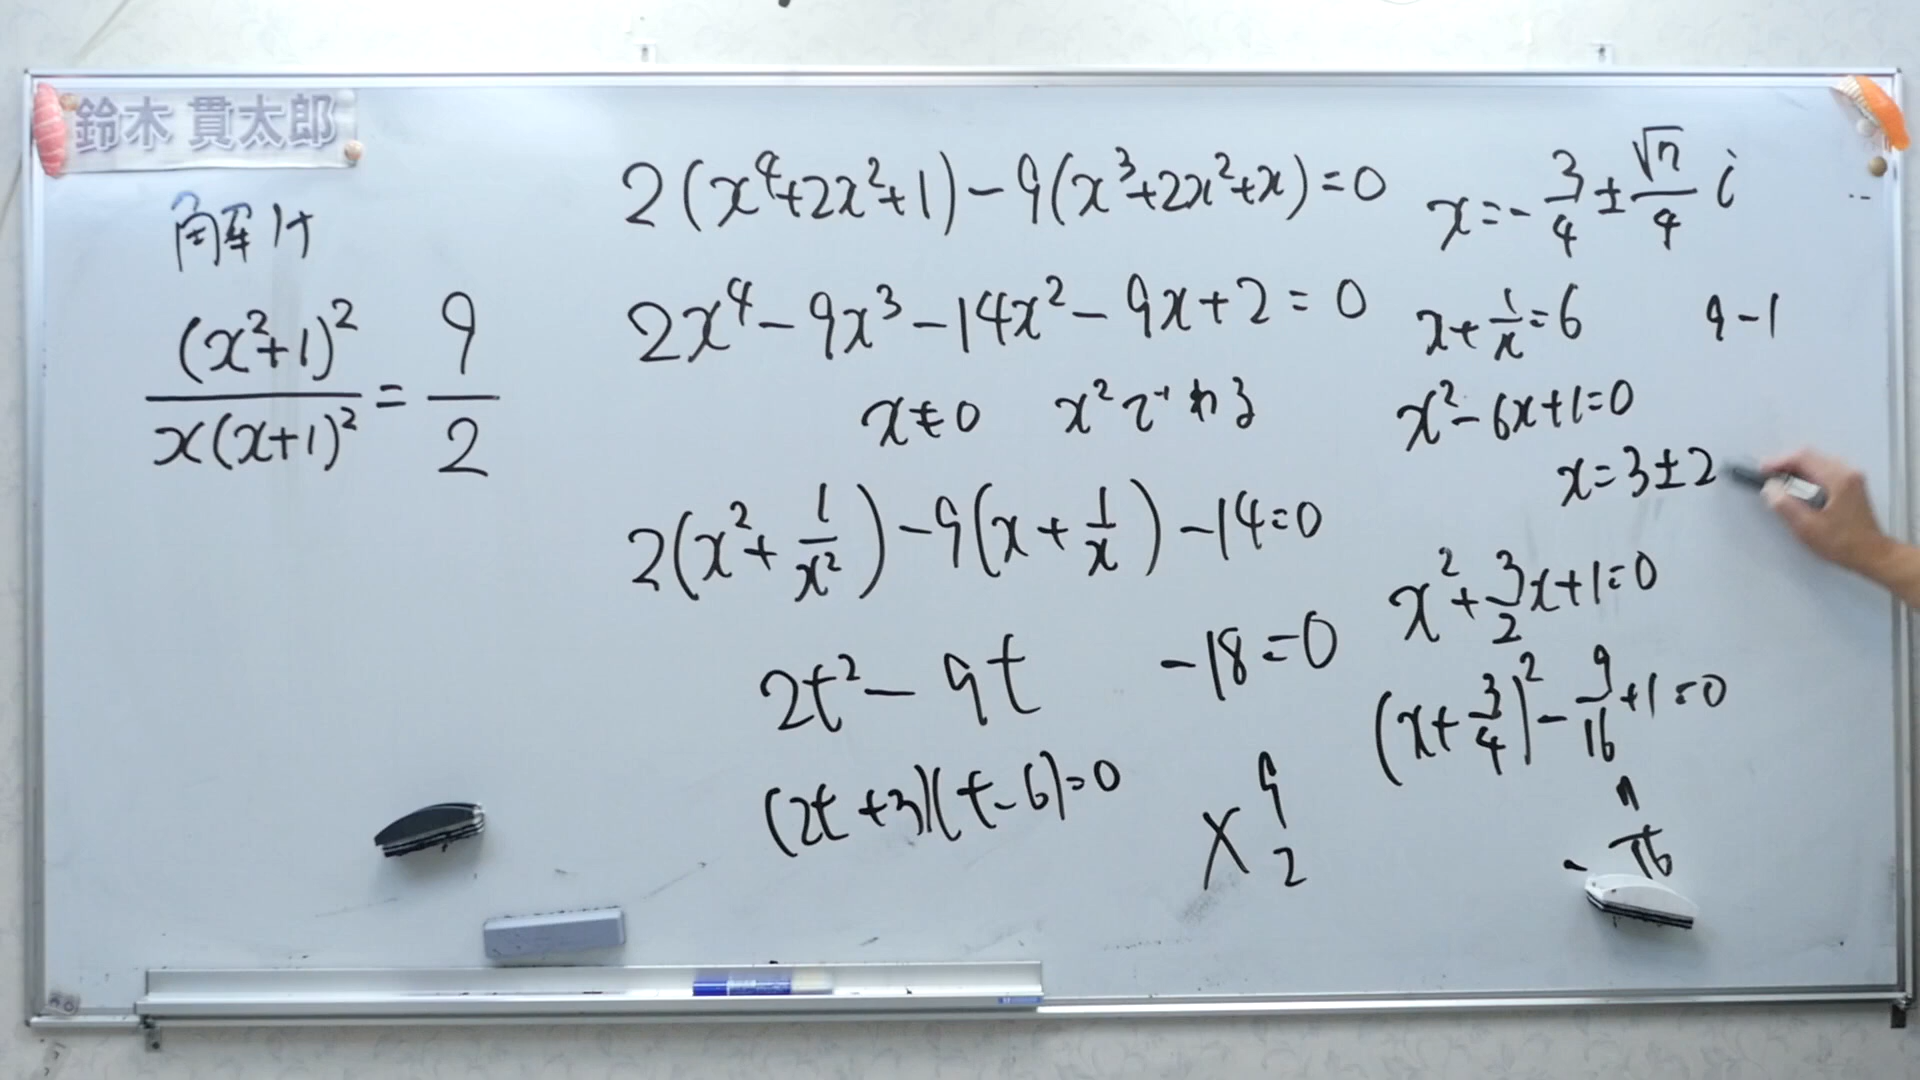 鈴木 貫太郎
解け
(x²+1)²/x(x+1)² = 9/2
2(x⁴+2x²+1)-9(x³+2x²+x)=0
2x⁴-9x³-14x²-9x+2=0
x≠0 x²でわる
2(x²+1/x²)-9(x+1/x)-14=0
2t²-9t -18=0
(2t+3)(t-6)=0
x 9/2
x=-3/4±√7/4 i
x+1/x=6 9-1
x²-6x+1=0
x=3±2
x²+3/2x+1=0
(x+3/4)²-9/16+1=0
-
7/16